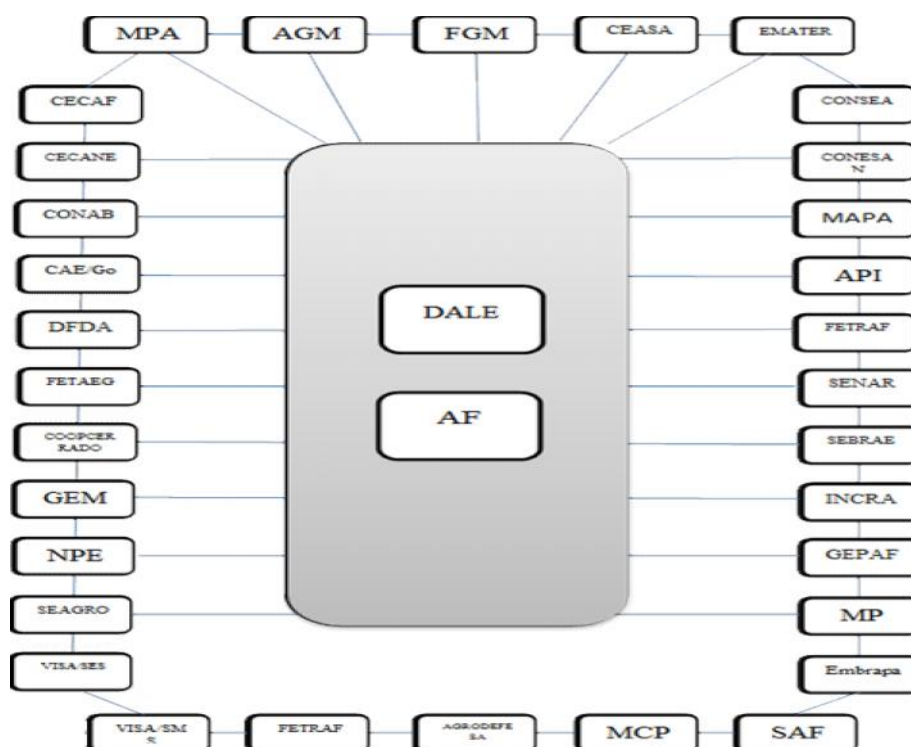 MPA
AGM
FGM
CEASA
EMATER
CECAF
CONSEA
CECANE
CONESA
N
CONAB
MAPA
CAE/Go
API
DALE
DFDA
FETRAF
FETAEG
SENAR
AF
COOPCER
RADO
SEBRAE
GEM
INCRA
NPE
GEPAF
SEAGRO
MP
VISA/SES
Embrapa
VISA/SM
S
FETRAF
AGRODEFE
SA
MCP
SAF